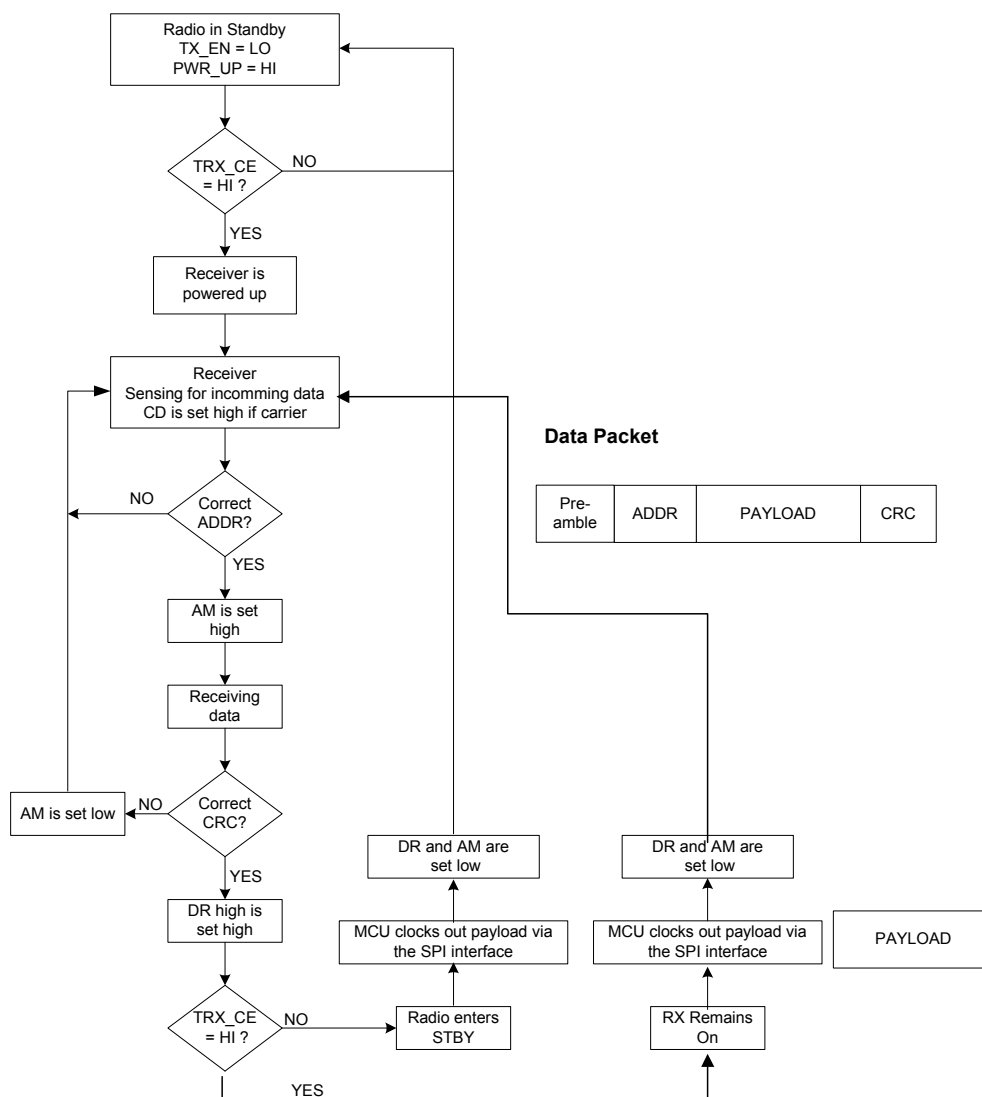 Radio in Standby
TX_EN = LO
PWR_UP = HI
TRX_CE
= HI ?
NO
YES
Receiver is
powered up
Receiver
Sensing for incomming data
CD is set high if carrier
Data Packet
Pre-
amble
ADDR
PAYLOAD
CRC
NO
Correct
ADDR?
YES
AM is set
high
Receiving
data
AM is set low
NO
Correct
CRC?
YES
DR high is
set high
TRX_CE
= HI ?
NO
YES
Radio enters
STBY
MCU clocks out payload via
the SPI interface
DR and AM are
set low
RX Remains
On
MCU clocks out payload via
the SPI interface
DR and AM are
set low
PAYLOAD